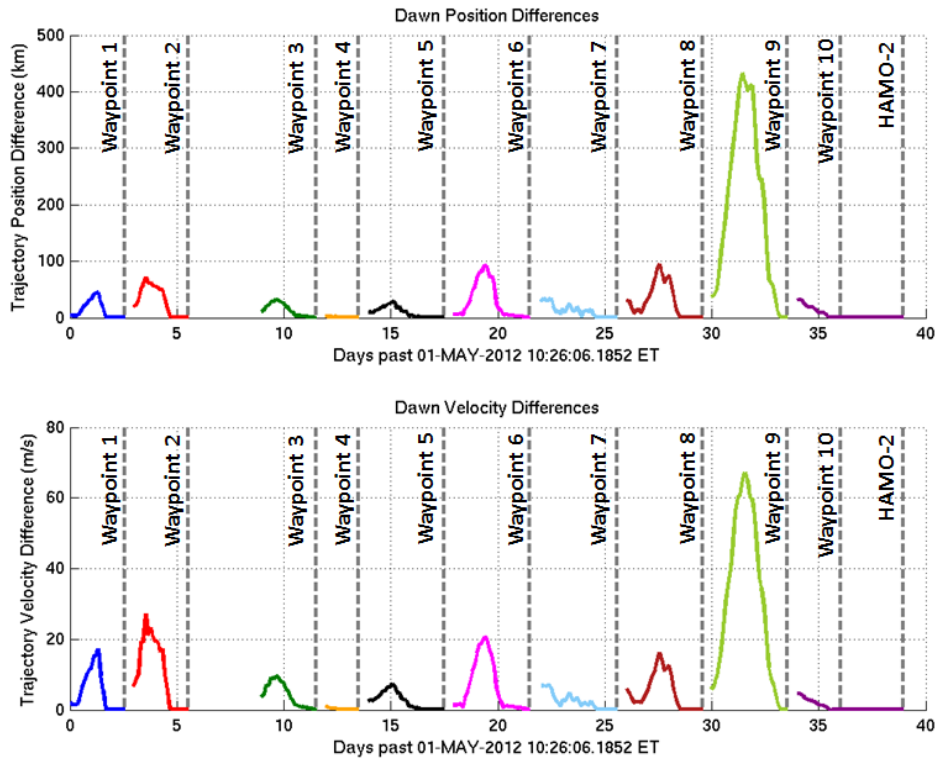 Dawn Position Differences
Trajectory Position Difference (km)
500
400
300
200
100
0
Waypoint 1
Waypoint 2
Waypoint 3
Waypoint 4
Waypoint 5
Waypoint 6
Waypoint 7
Waypoint 8
Waypoint 9
Waypoint 10
HAMO-2
0 5 10 15 20 25 30 35 40
Days past 01-MAY-2012 10:26:06.1852 ET
Dawn Velocity Differences
Trajectory Velocity Difference (m/s)
80
60
40
20
0
Waypoint 1
Waypoint 2
Waypoint 3
Waypoint 4
Waypoint 5
Waypoint 6
Waypoint 7
Waypoint 8
Waypoint 9
Waypoint 10
HAMO-2
0 5 10 15 20 25 30 35 40
Days past 01-MAY-2012 10:26:06.1852 ET